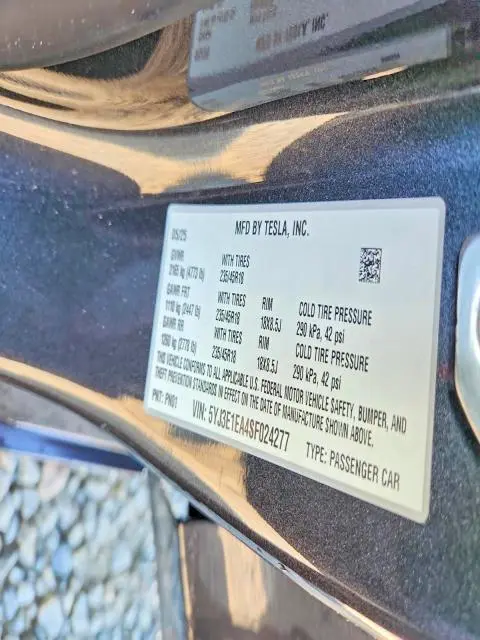 MFD BY TESLA, INC.
05/25
GVWR
2165 kg (4773 lb)
WITH TIRES
235/45R18
GAWR FRT
1110 kg (2447 lb)
WITH TIRES
235/45R18
RIM
18X8.5J
COLD TIRE PRESSURE
290 kPa, 42 psi
GAWR RR
1260 kg (2778 lb)
WITH TIRES
235/45R18
RIM
18X8.5J
COLD TIRE PRESSURE
290 kPa, 42 psi
THIS VEHICLE CONFORMS TO ALL APPLICABLE U.S. FEDERAL MOTOR VEHICLE SAFETY, BUMPER, AND
THEFT PREVENTION STANDARDS IN EFFECT ON THE DATE OF MANUFACTURE SHOWN ABOVE.
PNT: PN01
VIN: 5YJ3E1EA4SF024277
TYPE: PASSENGER CAR